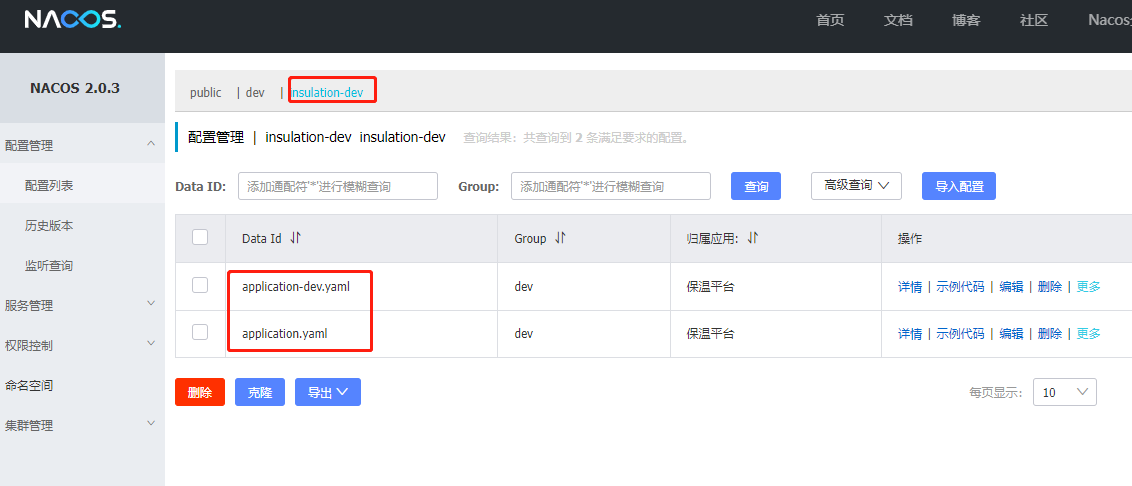 NACOS.
首页 文档 博客 社区 Nacos
NACOS 2.0.3
public | dev | insulation-dev
配置管理 | insulation-dev insulation-dev 查询结果：共查询到 2 条满足要求的配置。
配置管理
配置列表
历史版本
监听查询
服务管理
权限控制
命名空间
集群管理
Data ID: 添加通配符'*'进行模糊查询 Group: 添加通配符'*'进行模糊查询 查询 高级查询 导入配置
Data Id Group 归属应用: 操作
application-dev.yaml dev 保温平台 详情 | 示例代码 | 编辑 | 删除 | 更多
application.yaml dev 保温平台 详情 | 示例代码 | 编辑 | 删除 | 更多
删除 克隆 导出 每页显示: 10